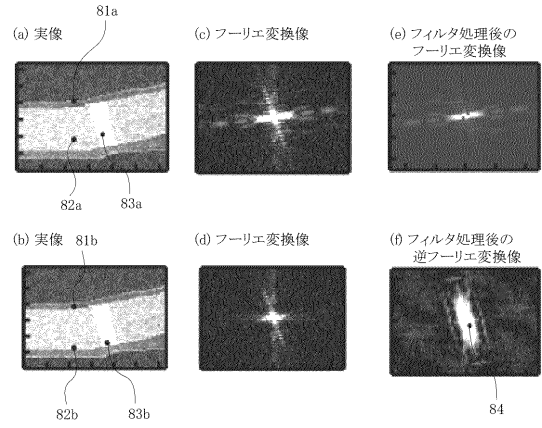 81a
(a) 実像
(c) フーリエ変換像
(e) フィルタ処理後の
フーリエ変換像
82a
83a
(b) 実像
81b
(d) フーリエ変換像
(f) フィルタ処理後の
逆フーリエ変換像
82b
83b
84